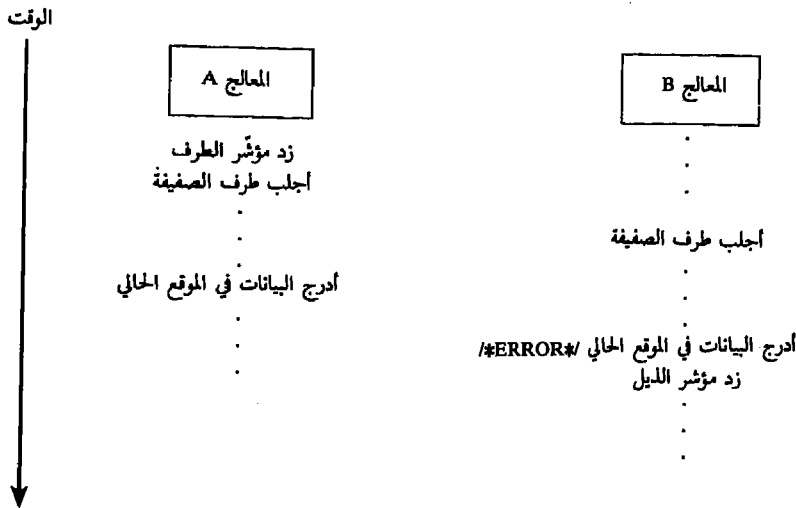 الوقت
المعالج A
المعالج B
زد مؤشّر الطرف
أجلب طرف الصفيفة
أجلب طرف الصفيفة
أدرج البيانات في الموقع الحالي
أدرج البيانات في الموقع الحالي /*ERROR*/
زد مؤشر الذيل